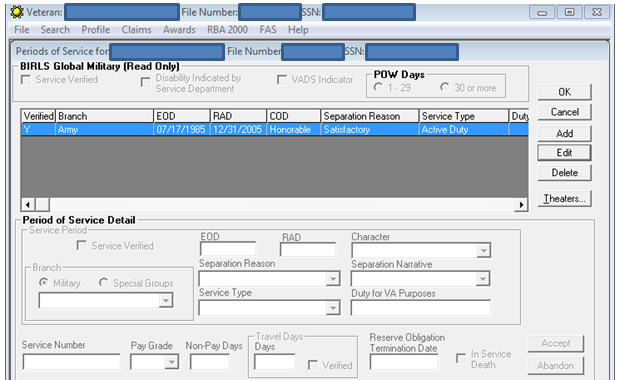 Veteran: File Number: SSN:
File Search Profile Claims Awards RBA 2000 FAS Help
Periods of Service for: File Number: SSN:
BIRLS Global Military (Read Only)
Service Verified Disability Indicated by Service Department VADS Indicator POW Days 1 - 29 30 or more
OK
Cancel
Add
Edit
Delete
Theaters...
Verified Branch EOD RAD COD Separation Reason Service Type Duty
Y Army 07/17/1985 12/31/2005 Honorable Satisfactory Active Duty
Period of Service Detail
Service Period
Service Verified
EOD RAD Character
Branch
Military Special Groups
Separation Reason Separation Narrative
Service Type Duty for VA Purposes
Service Number Pay Grade Non-Pay Days
Travel Days
Days Verified
Reserve Obligation
Termination Date
In Service
Death
Accept
Abandon